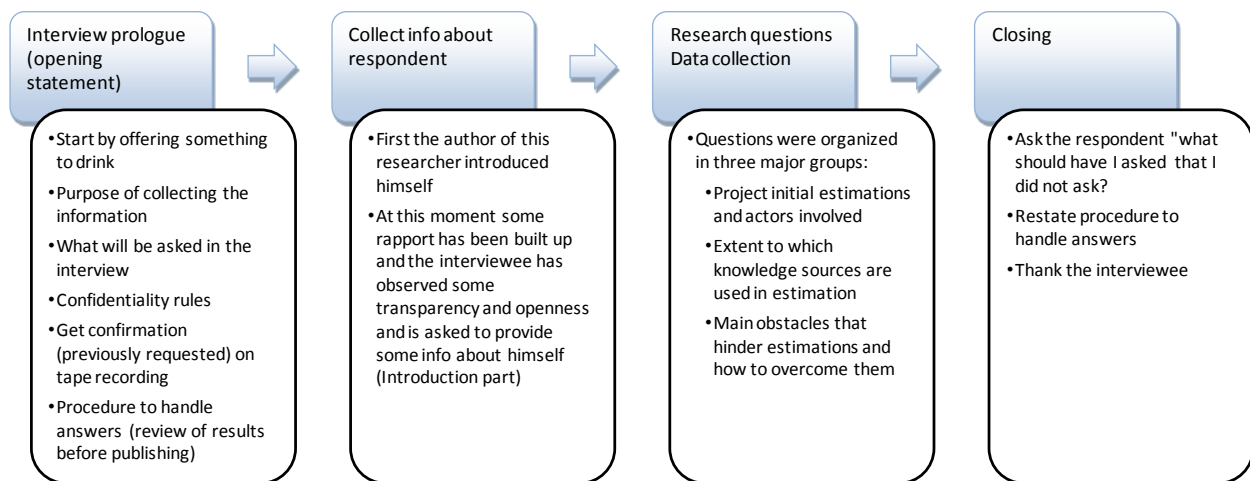 Interview prologue
(opening
statement)
•Start by offering something
to drink
•Purpose of collecting the
information
•What will be asked in the
interview
•Confidentiality rules
•Get confirmation
(previously requested) on
tape recording
•Procedure to handle
answers (review of results
before publishing)
Collect info about
respondent
•First the author of this
researcher introduced
himself
•At this moment some
rapport has been built up
and the interviewee has
observed some
transparency and openness
and is asked to provide
some info about himself
(Introduction part)
Research questions
Data collection
•Questions were organized
in three major groups:
•Project initial estimations
and actors involved
•Extent to which
knowledge sources are
used in estimation
•Main obstacles that
hinder estimations and
how to overcome them
Closing
•Ask the respondent "what
should have I asked that I
did not ask?
•Restate procedure to
handle answers
•Thank the interviewee